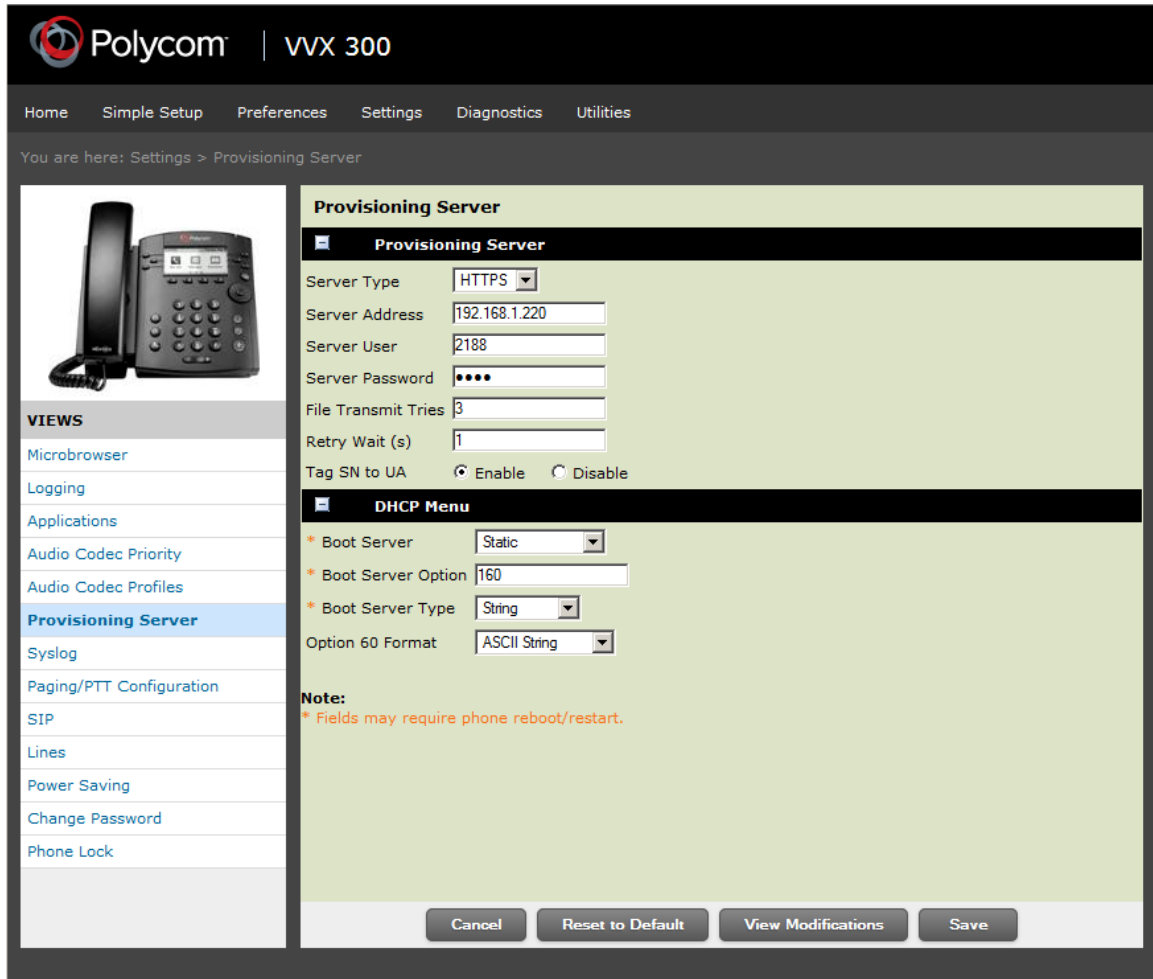 Polycom | VVX 300
Home Simple Setup Preferences Settings Diagnostics Utilities
You are here: Settings > Provisioning Server
VIEWS
Microbrowser
Logging
Applications
Audio Codec Priority
Audio Codec Profiles
Provisioning Server
Syslog
Paging/PTT Configuration
SIP
Lines
Power Saving
Change Password
Phone Lock
Provisioning Server
Provisioning Server
Server Type HTTPS
Server Address 192.168.1.220
Server User 2188
Server Password ••••
File Transmit Tries 3
Retry Wait (s) 1
Tag SN to UA Enable Disable
DHCP Menu
* Boot Server Static
* Boot Server Option 160
* Boot Server Type String
Option 60 Format ASCII String
Note:
* Fields may require phone reboot/restart.
Cancel Reset to Default View Modifications Save